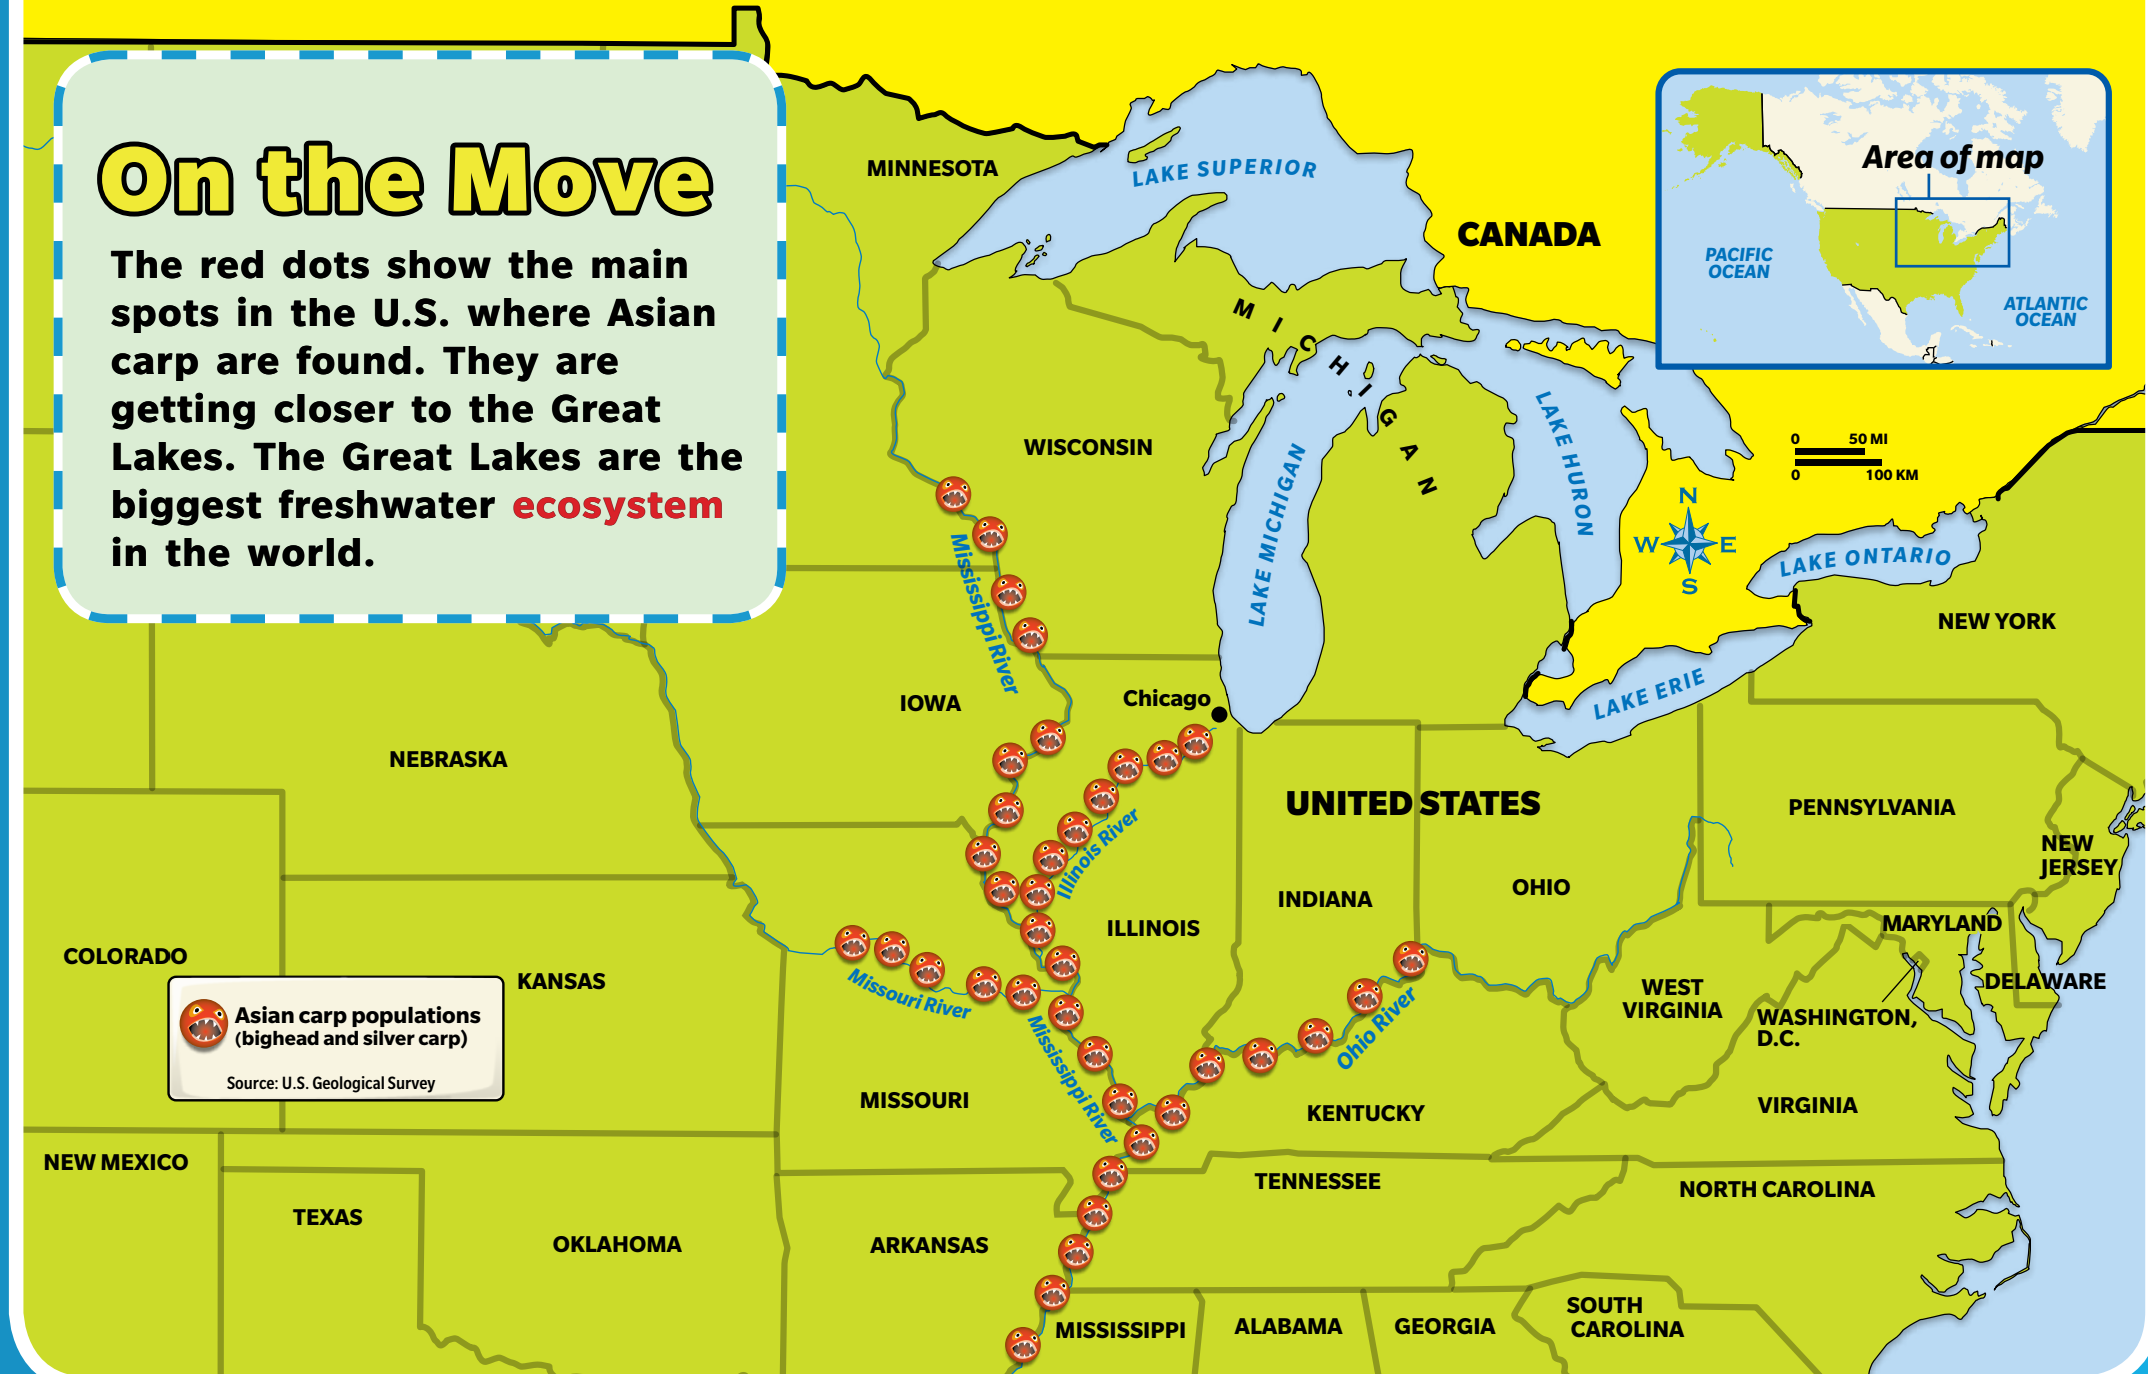 On the Move
The red dots show the main
spots in the U.S. where Asian
carp are found. They are
getting closer to the Great
Lakes. The Great Lakes are the
biggest freshwater ecosystem
in the world.
MINNESOTA
LAKE SUPERIOR
CANADA
Area of map
PACIFIC
OCEAN
ATLANTIC
OCEAN
MICHIGAN
WISCONSIN
LAKE MICHIGAN
LAKE HURON
0 50 MI
0 100 KM
N
W E
S
LAKE ONTARIO
NEW YORK
Mississippi River
IOWA
Chicago
LAKE ERIE
NEBRASKA
UNITED STATES
PENNSYLVANIA
NEW
JERSEY
Illinois River
INDIANA
OHIO
ILLINOIS
MARYLAND
COLORADO
KANSAS
Missouri River
DELAWARE
WEST
VIRGINIA
WASHINGTON,
D.C.
Asian carp populations
(bighead and silver carp)
Source: U.S. Geological Survey
Mississippi River
Ohio River
MISSOURI
KENTUCKY
VIRGINIA
NEW MEXICO
TENNESSEE
NORTH CAROLINA
TEXAS
OKLAHOMA
ARKANSAS
MISSISSIPPI
ALABAMA
GEORGIA
SOUTH
CAROLINA